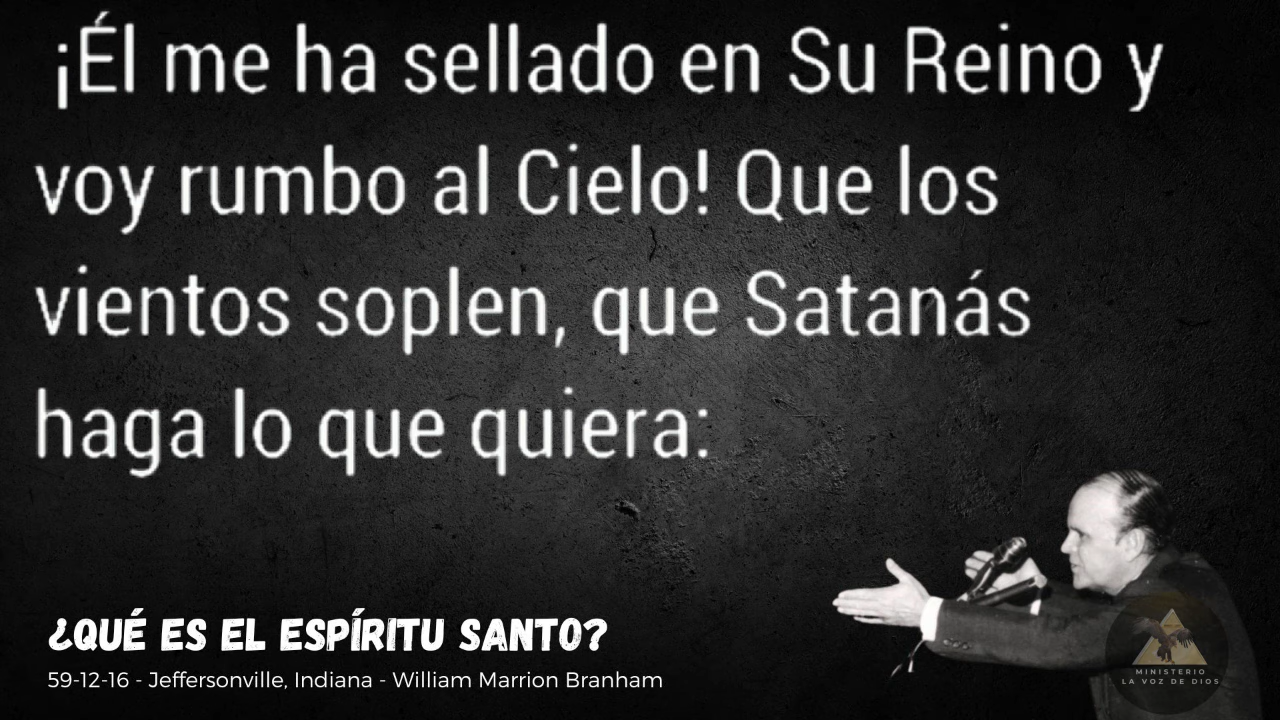 ¡Él me ha sellado en Su Reino y
voy rumbo al Cielo! Que los
vientos soplen, que Satanás
haga lo que quiera:
¿QUÉ ES EL ESPÍRITU SANTO?
59-12-16 - Jeffersonville, Indiana - William Marrion Branham
MINISTERIO
LA VOZ DE DIOS